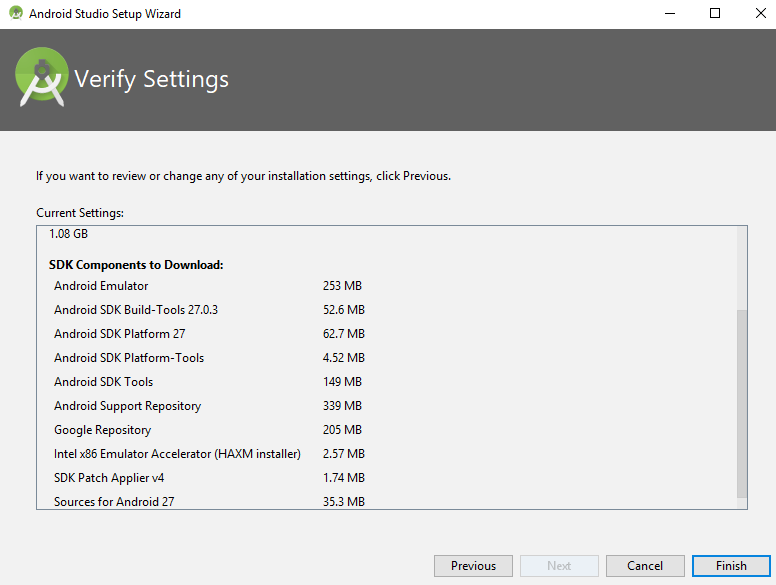 Android Studio Setup Wizard
Verify Settings
If you want to review or change any of your installation settings, click Previous.
Current Settings:
1.08 GB
SDK Components to Download:
Android Emulator 253 MB
Android SDK Build-Tools 27.0.3 52.6 MB
Android SDK Platform 27 62.7 MB
Android SDK Platform-Tools 4.52 MB
Android SDK Tools 149 MB
Android Support Repository 339 MB
Google Repository 205 MB
Intel x86 Emulator Accelerator (HAXM installer) 2.57 MB
SDK Patch Applier v4 1.74 MB
Sources for Android 27 35.3 MB
Previous Next Cancel Finish